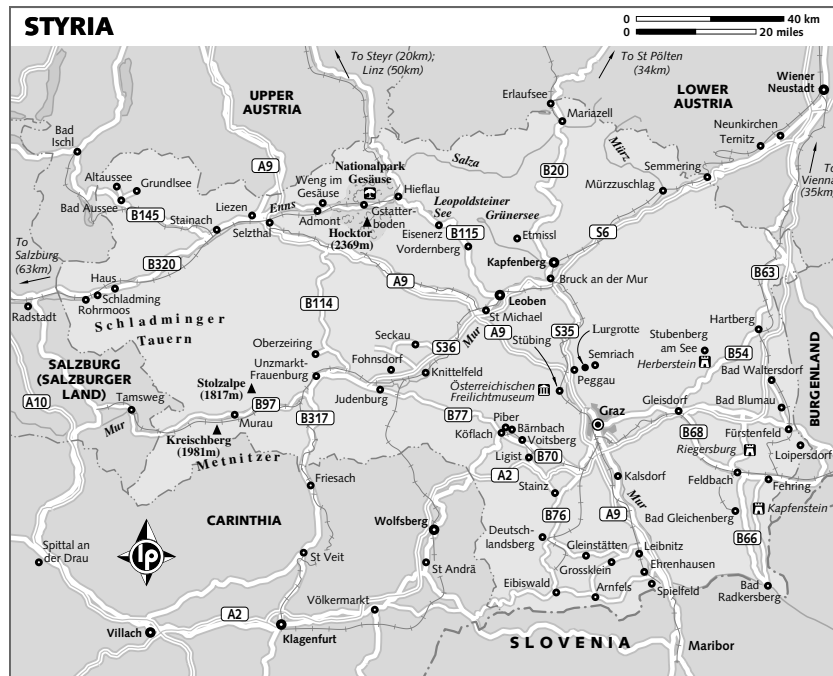 STYRIA
0 40 km
0 20 miles
To Steyr (20km);
Linz (50km)
To St Pölten
(34km)
Wiener
Neustadt
UPPER
AUSTRIA
LOWER
AUSTRIA
Erlaufsee
Mariazell
Neunkirchen
Ternitz
Bad
Ischl
Salza
Mürz
Semmering
To
Vienna
(35km)
A9
Nationalpark
Gesäuse
B20
Altaussee
Grundlsee
Weng im
Gesäuse
Hieflau
Mürzzuschlag
Bad Aussee
Liezen
Enns
Leopoldsteiner
See
B145
Stainach
Admont
Gstatter-
boden
Grünersee
Selzthal
Hocktor
(2369m)
Eisenerz
B115
Etmissl
S6
Vordernberg
To
Salzburg
(63km)
B320
Kapfenberg
B63
Haus
A9
Bruck an der Mur
Schladming
B114
Leoben
Rohrmoos
Radstadt
St Michael
Schladminger
Tauern
Mur
A9
S35
Lurgrotte
Hartberg
Seckau
Stübing
Stubenberg
am See
Oberzeiring
S36
Semriach
Herberstein
B54
SALZBURG
(SALZBURGER
LAND)
Unzmarkt-
Frauenburg
Fohnsdorf
Knittelfeld
Peggau
Bad Waltersdorf
Stolzalpe
(1817m)
Österreichischen
Freilichtmuseum
BURGENLAND
A10
Tamsweg
Judenburg
Gleisdorf
Bad Blumau
B97
B317
B77
Graz
Piber
Mur
Murau
Bärnbach
B68
Fürstenfeld
Köflach
Voitsberg
Kreischberg
(1981m)
Riegersburg
Ligist
B70
Loipersdorf
Metnitzer
A2
Kalsdorf
Feldbach
Friesach
Stainz
Fehring
Mur
CARINTHIA
Wolfsberg
B76
A9
Bad Gleichenberg
Kapfenstein
Deutsch-
landsberg
B66
lp
Gleinstätten
Leibnitz
Spittal an
der Drau
St Veit
St Andrä
Grossklein
Ehrenhausen
Eibiswald
Arnfels
Spielfeld
Bad
Radkersberg
Völkermarkt
A2
Villach
Klagenfurt
SLOVENIA
Maribor